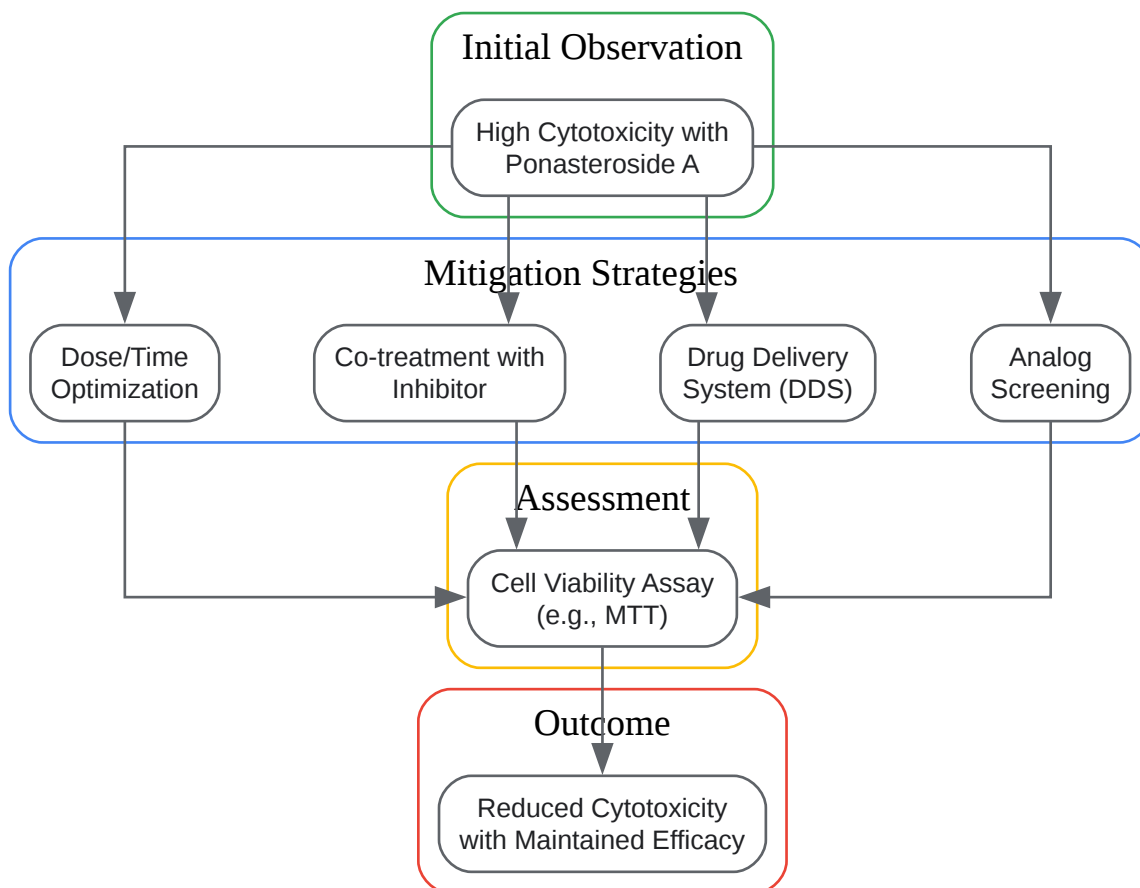 Initial Observation
High Cytotoxicity with
Ponasteroside A
Mitigation Strategies
Dose/Time
Optimization
Co-treatment with
Inhibitor
Drug Delivery
System (DDS)
Analog
Screening
Assessment
Cell Viability Assay
(e.g., MTT)
Outcome
Reduced Cytotoxicity
with Maintained Efficacy